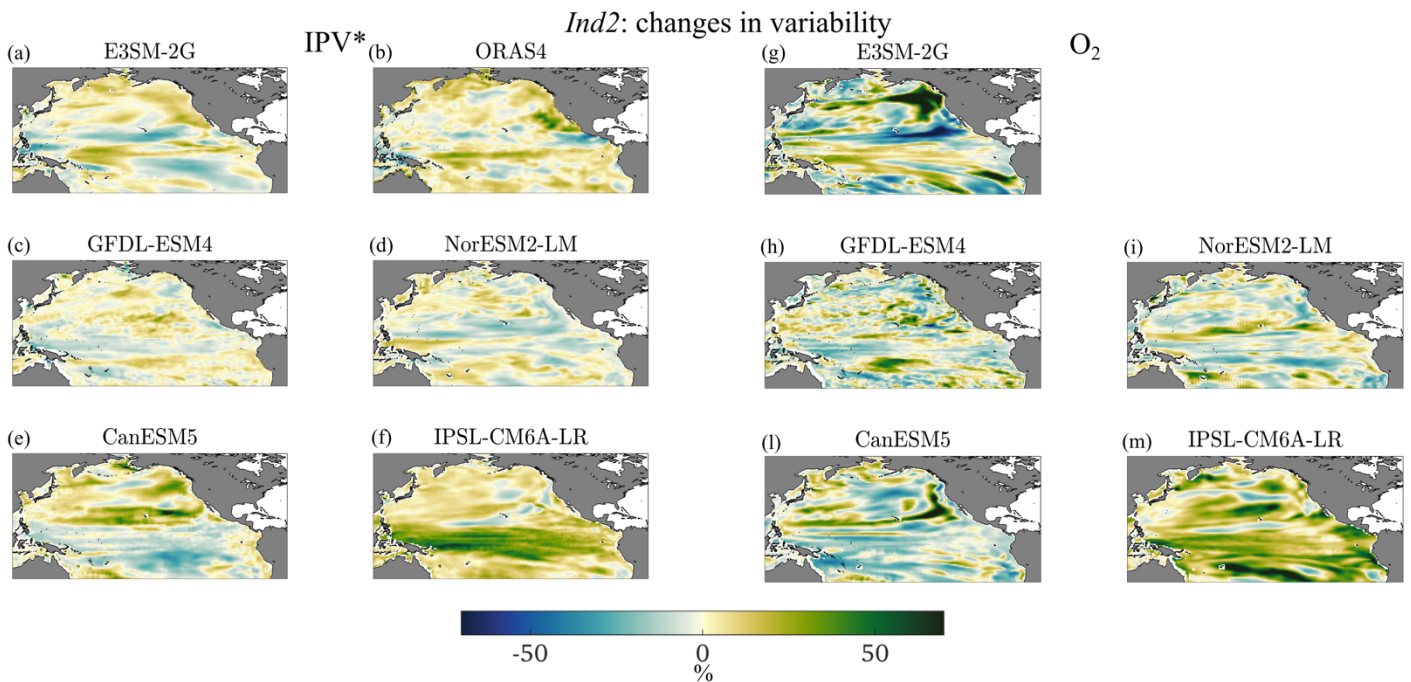 Ind2: changes in variability
IPV*
O2
(a) E3SM-2G
(b) ORAS4
(g) E3SM-2G
(c) GFDL-ESM4
(d) NorESM2-LM
(h) GFDL-ESM4
(i) NorESM2-LM
(e) CanESM5
(f) IPSL-CM6A-LR
(l) CanESM5
(m) IPSL-CM6A-LR
-50 0 50
%